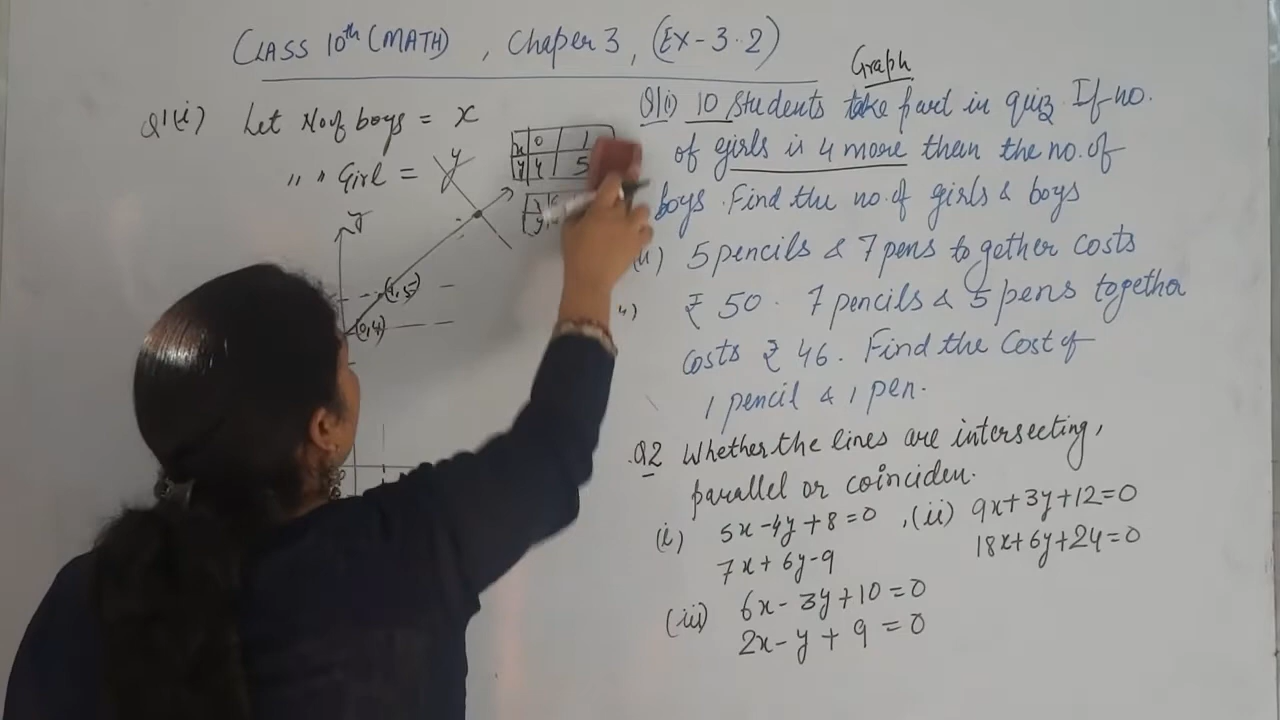 CLASS 10th (MATH) , Chaper 3 , (EX-3.2)
Graph
Q1(i) Let No of boys = x
" " Girl = y
x 0 1
y 4 5
y
(1,5)
(0,4)
Q1(i) 10 Students take part in quiz. If no.
of girls is 4 more than the no. of
boys. Find the no. of girls & boys
(ii) 5 pencils & 7 pens together costs
₹ 50. 7 pencils & 5 pens together
costs ₹ 46. Find the cost of
1 pencil & 1 pen.
Q2 Whether the lines are intersecting,
parallel or coinciden.
(i) 5x-4y+8=0 , (ii) 9x+3y+12=0
7x+6y-9 18x+6y+24=0
(iii) 6x-3y+10=0
2x-y+9=0